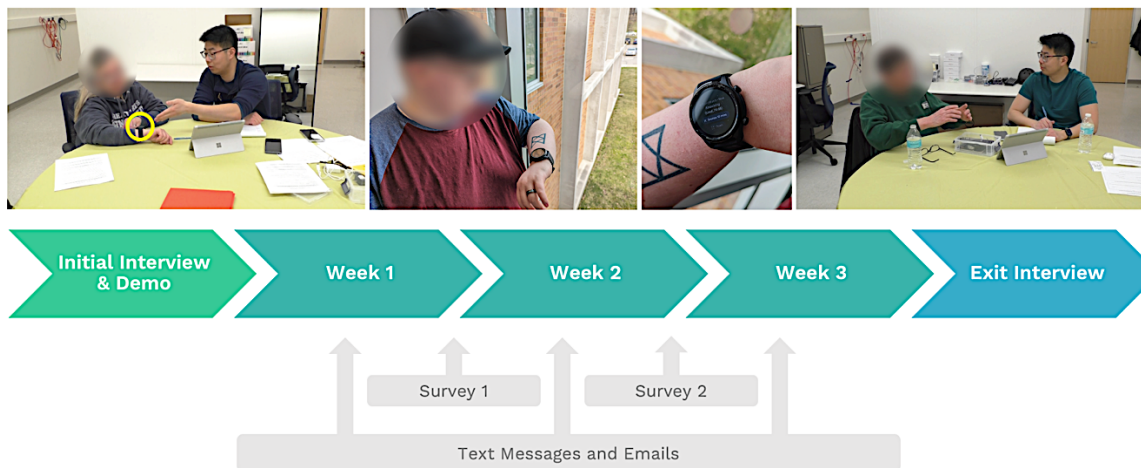 Initial Interview
& Demo
Week 1
Week 2
Week 3
Exit Interview
Survey 1
Survey 2
Text Messages and Emails